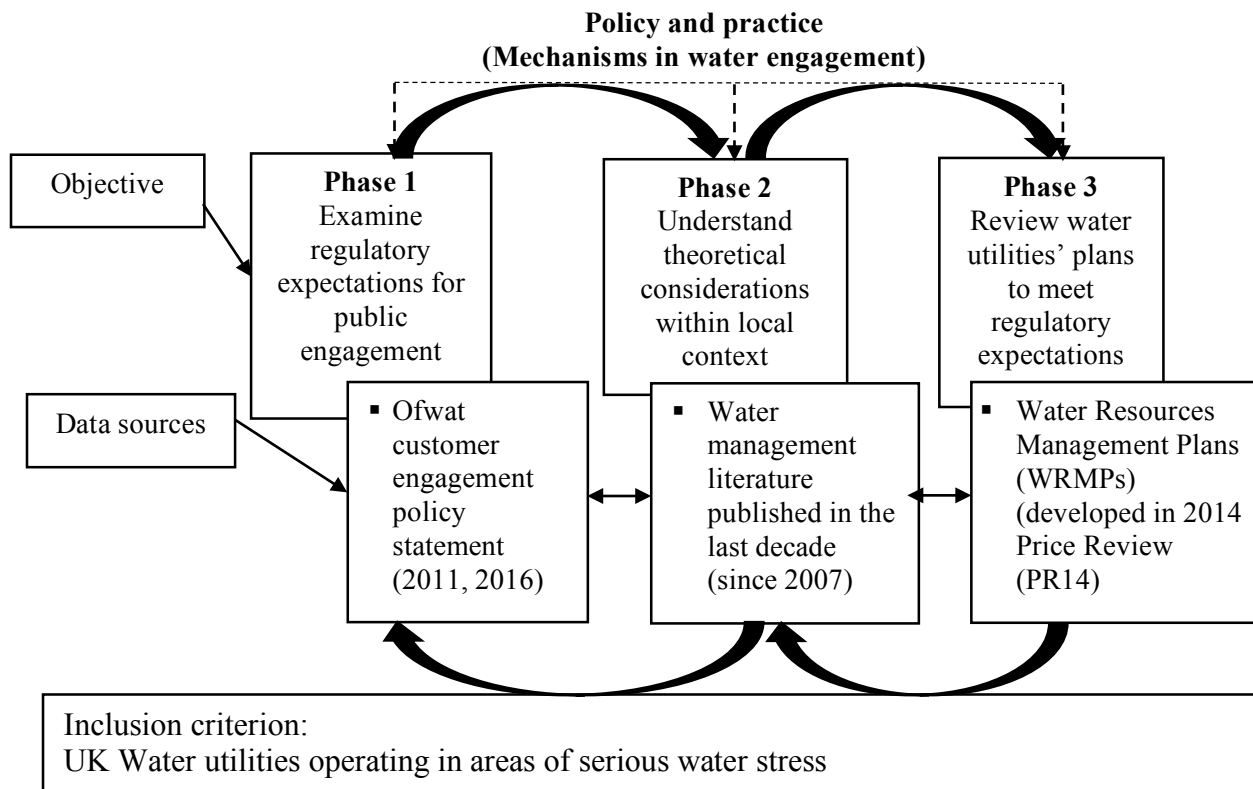 Policy and practice
(Mechanisms in water engagement)
Objective
Phase 1
Examine
regulatory
expectations for
public
engagement
Phase 2
Understand
theoretical
considerations
within local
context
Phase 3
Review water
utilities’ plans
to meet
regulatory
expectations
Data sources
▪ Ofwat
customer
engagement
policy
statement
(2011, 2016)
▪ Water
management
literature
published in the
last decade
(since 2007)
▪ Water Resources
Management Plans
(WRMPs)
(developed in 2014
Price Review
(PR14)
Inclusion criterion:
UK Water utilities operating in areas of serious water stress